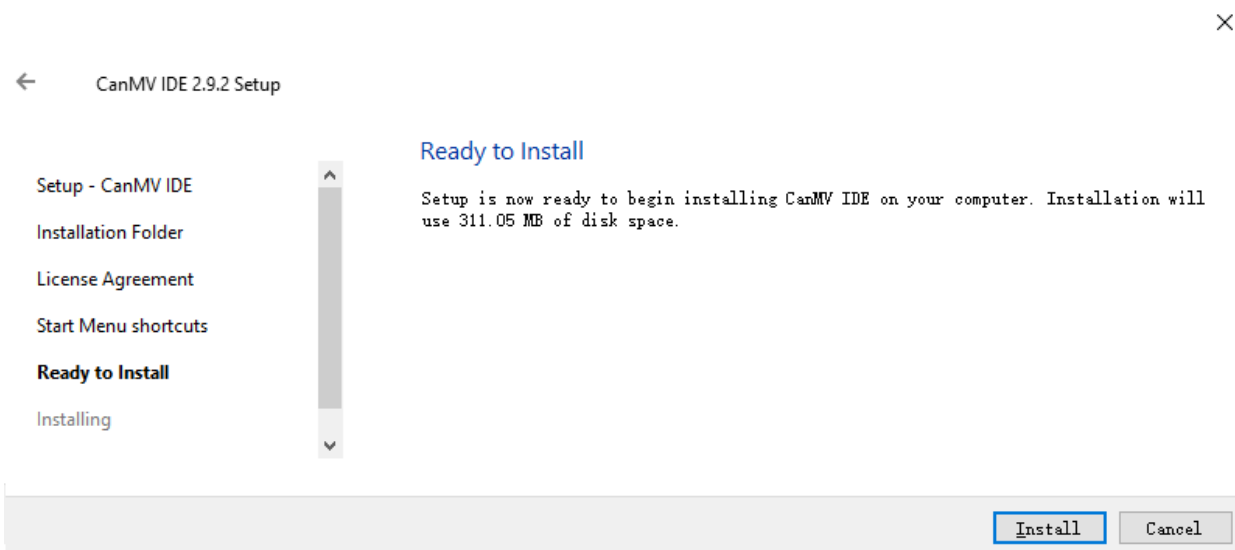 CanMV IDE 2.9.2 Setup
Setup - CanMV IDE
Installation Folder
License Agreement
Start Menu shortcuts
Ready to Install
Installing
Ready to Install
Setup is now ready to begin installing CanMV IDE on your computer. Installation will
use 311.05 MB of disk space.
Install
Cancel